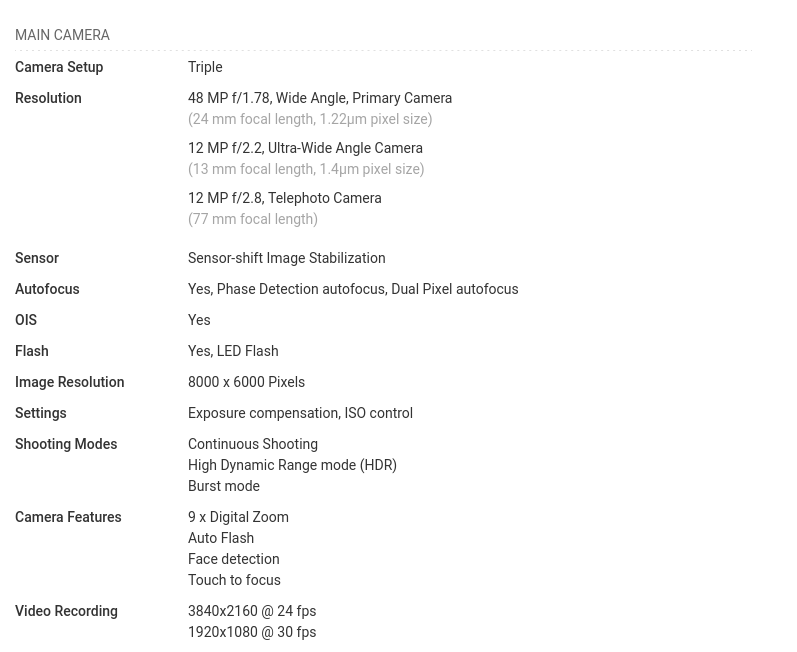 MAIN CAMERA
Camera Setup Triple
Resolution 48 MP f/1.78, Wide Angle, Primary Camera
(24 mm focal length, 1.22µm pixel size)
12 MP f/2.2, Ultra-Wide Angle Camera
(13 mm focal length, 1.4µm pixel size)
12 MP f/2.8, Telephoto Camera
(77 mm focal length)
Sensor Sensor-shift Image Stabilization
Autofocus Yes, Phase Detection autofocus, Dual Pixel autofocus
OIS Yes
Flash Yes, LED Flash
Image Resolution 8000 x 6000 Pixels
Settings Exposure compensation, ISO control
Shooting Modes Continuous Shooting
High Dynamic Range mode (HDR)
Burst mode
Camera Features 9 x Digital Zoom
Auto Flash
Face detection
Touch to focus
Video Recording 3840x2160 @ 24 fps
1920x1080 @ 30 fps